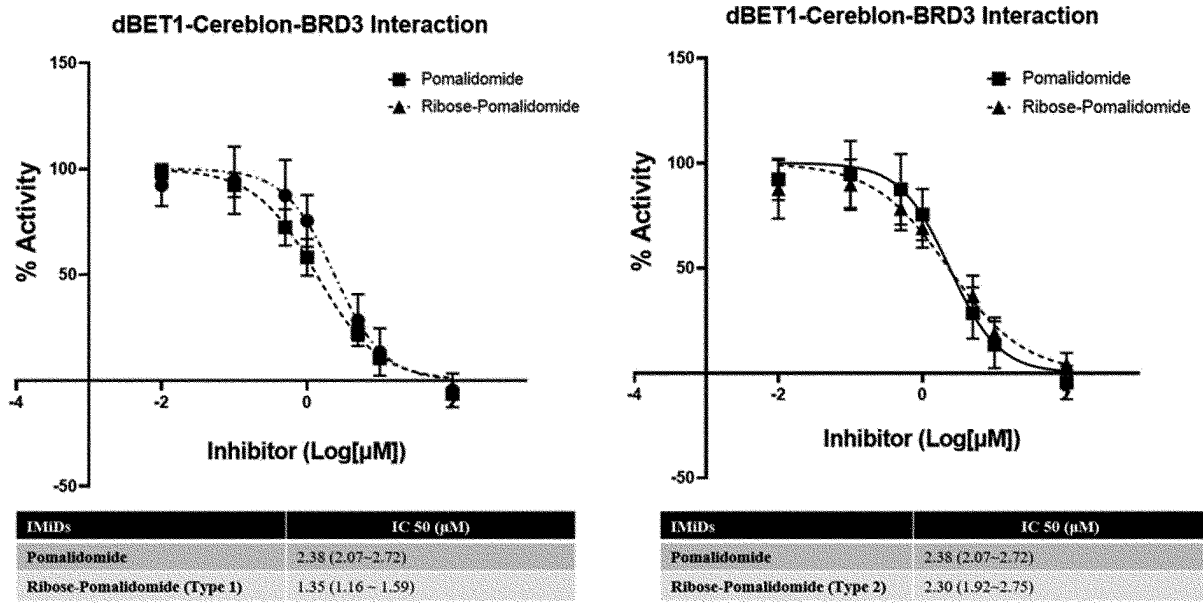 dBET1-Cereblon-BRD3 Interaction
150
100
50
-50
-4
-2
0
% Activity
Inhibitor (Log[µM])
Pomalidomide
Ribose-Pomalidomide
IMiDs IC 50 (µM)
Pomalidomide 2.38 (2.07~2.72)
Ribose-Pomalidomide (Type 1) 1.35 (1.16 ~ 1.59)
dBET1-Cereblon-BRD3 Interaction
150
100
50
-50
-4
-2
0
% Activity
Inhibitor (Log[µM])
Pomalidomide
Ribose-Pomalidomide
IMiDs IC 50 (µM)
Pomalidomide 2.38 (2.07~2.72)
Ribose-Pomalidomide (Type 2) 2.30 (1.92~2.75)